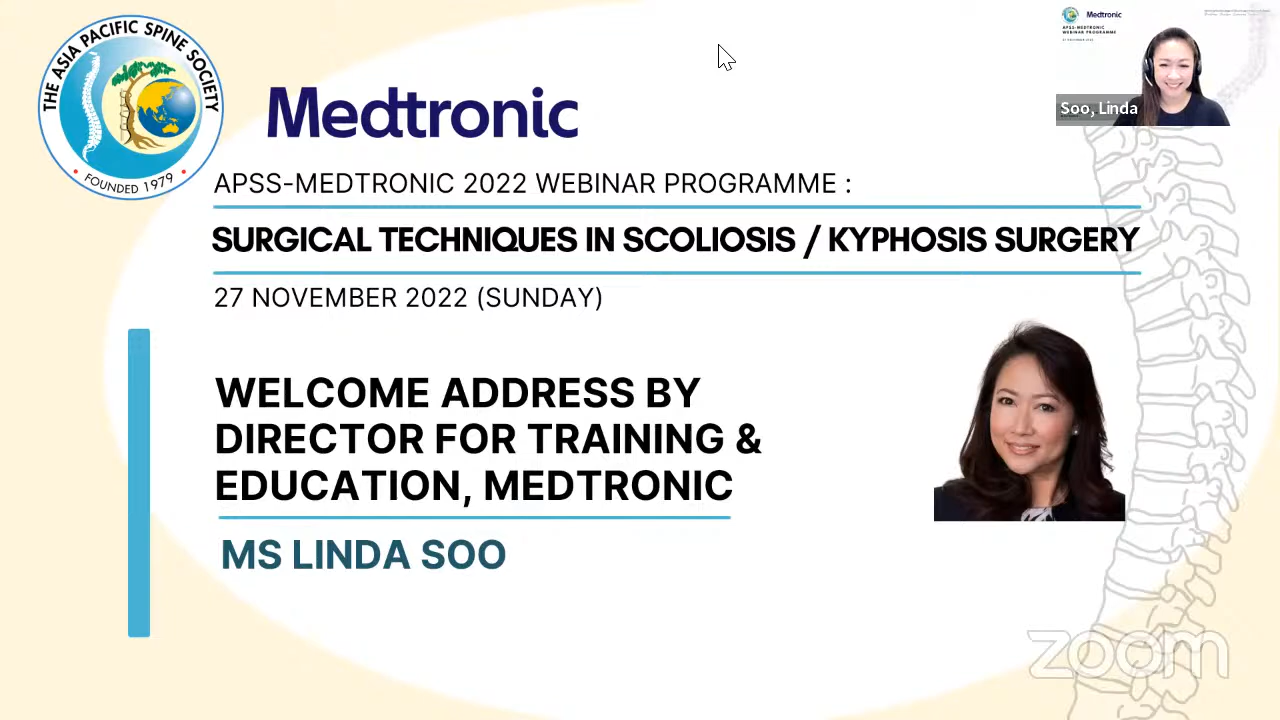 THE ASIA PACIFIC SPINE SOCIETY
FOUNDED 1979
Medtronic
Medtronic
APSS-MEDTRONIC
WEBINAR PROGRAMME
Soo, Linda
APSS-MEDTRONIC 2022 WEBINAR PROGRAMME :
SURGICAL TECHNIQUES IN SCOLIOSIS / KYPHOSIS SURGERY
27 NOVEMBER 2022 (SUNDAY)
WELCOME ADDRESS BY
DIRECTOR FOR TRAINING &
EDUCATION, MEDTRONIC
MS LINDA SOO
zoom